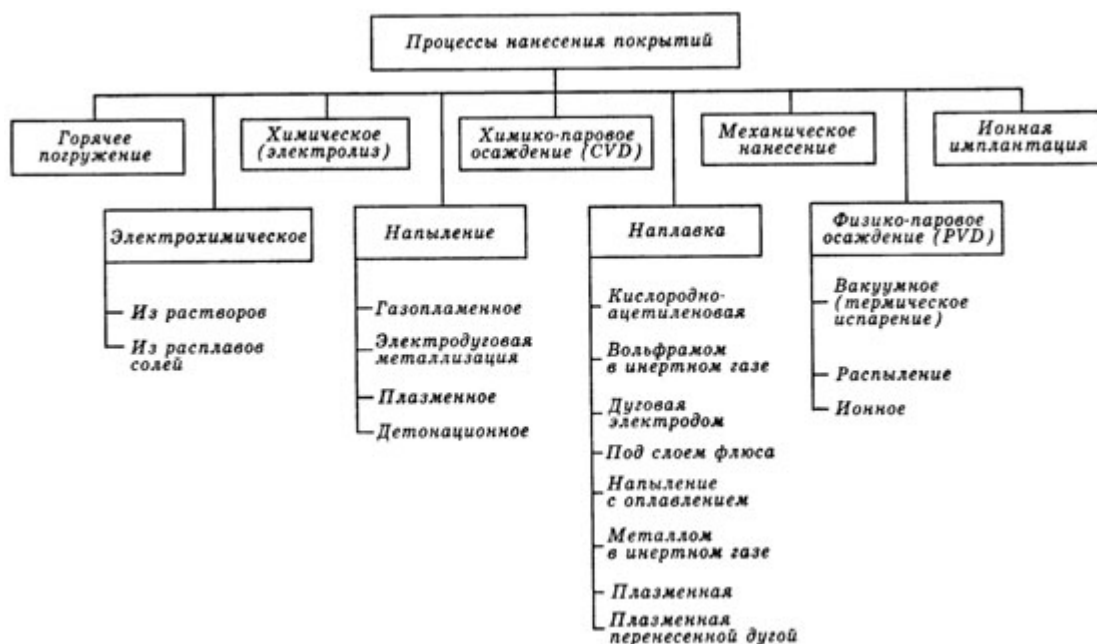 Процессы нанесения покрытий
Горячее
погружение
Химическое
(электролиз)
Химико-паровое
осаждение (CVD)
Механическое
нанесение
Ионная
имплантация
Электрохимическое
Из растворов
Из расплавов
солей
Напыление
Газопламенное
Электродуговая
металлизация
Плазменное
Детонационное
Наплавка
Кислородно-
ацетиленовая
Вольфрамом
в инертном газе
Дуговая
электродом
Под слоем флюса
Напыление
с оплавлением
Металлом
в инертном газе
Плазменная
Плазменная
перенесенной дугой
Физико-паровое
осаждение (PVD)
Вакуумное
(термическое
испарение)
Распыление
Ионное